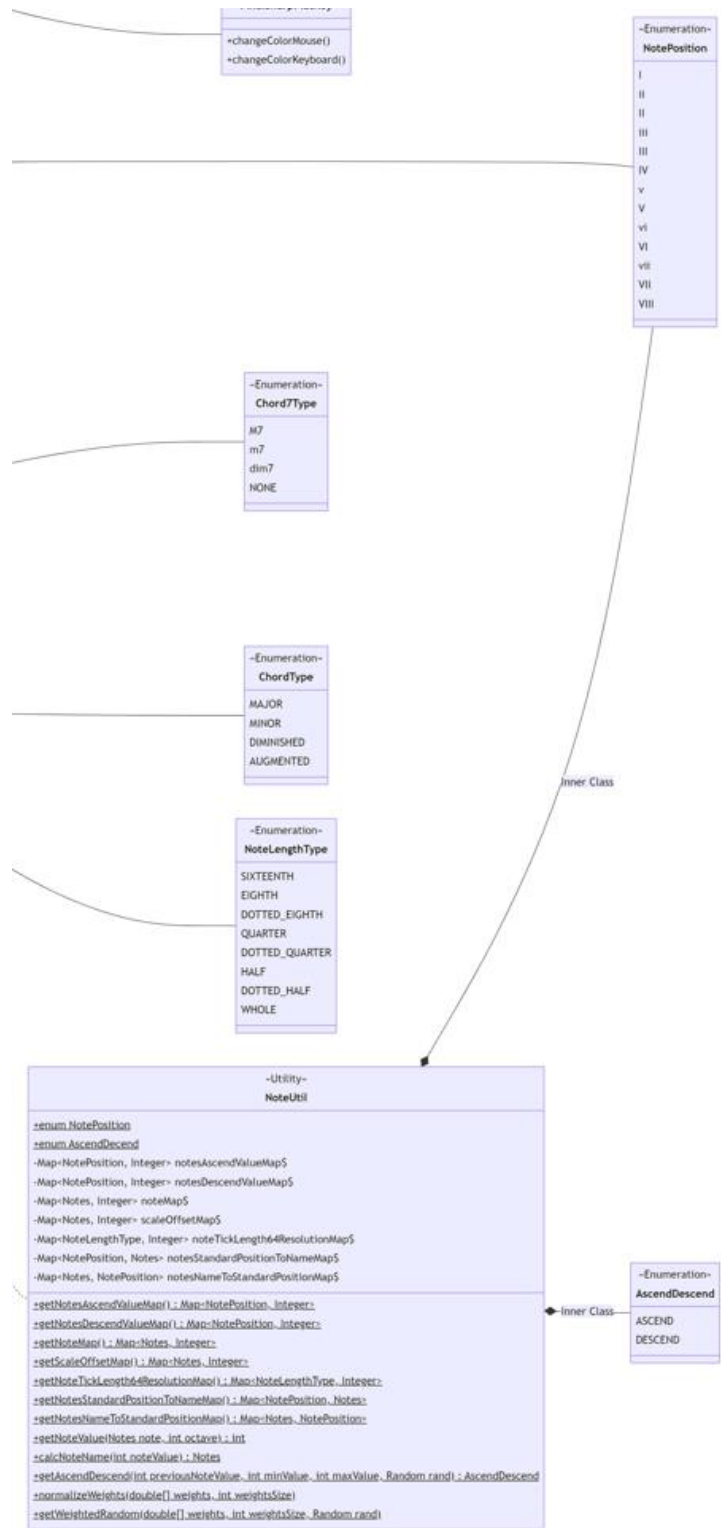 +changeColorMouse()
+changeColorKeyboard()
~Enumeration~
NotePosition
I
ii
II
iii
III
IV
v
V
vi
VI
vii
VII
VIII
~Enumeration~
Chord7Type
M7
m7
dim7
NONE
~Enumeration~
ChordType
MAJOR
MINOR
DIMINISHED
AUGMENTED
Inner Class
~Enumeration~
NoteLengthType
SIXTEENTH
EIGHTH
DOTTED_EIGHTH
QUARTER
DOTTED_QUARTER
HALF
DOTTED_HALF
WHOLE
~Utility~
NoteUtil
+enum NotePosition
+enum AscendDecend
-Map<NotePosition, Integer> notesAscendValueMap$
-Map<NotePosition, Integer> notesDescendValueMap$
-Map<Notes, Integer> noteMap$
-Map<Notes, Integer> scaleOffsetMap$
-Map<NoteLengthType, Integer> noteTickLength64ResolutionMap$
-Map<NotePosition, Notes> notesStandardPositionToNameMap$
-Map<Notes, NotePosition> notesNameToStandardPositionMap$
+getNotesAscendValueMap() : Map<NotePosition, Integer>
+getNotesDescendValueMap() : Map<NotePosition, Integer>
+getNoteMap() : Map<Notes, Integer>
+getScaleOffsetMap() : Map<Notes, Integer>
+getNoteTickLength64ResolutionMap() : Map<NoteLengthType, Integer>
+getNotesStandardPositionToNameMap() : Map<NotePosition, Notes>
+getNotesNameToStandardPositionMap() : Map<Notes, NotePosition>
+getNoteValue(Notes note, int octave) : int
+calcNoteName(int noteValue) : Notes
+getAscendDescend(int previousNoteValue, int minValue, int maxValue, Random rand) : AscendDescend
+normalizeWeights(double[] weights, int weightsSize)
+getWeightedRandom(double[] weights, int weightsSize, Random rand)
Inner Class
~Enumeration~
AscendDescend
ASCEND
DESCEND